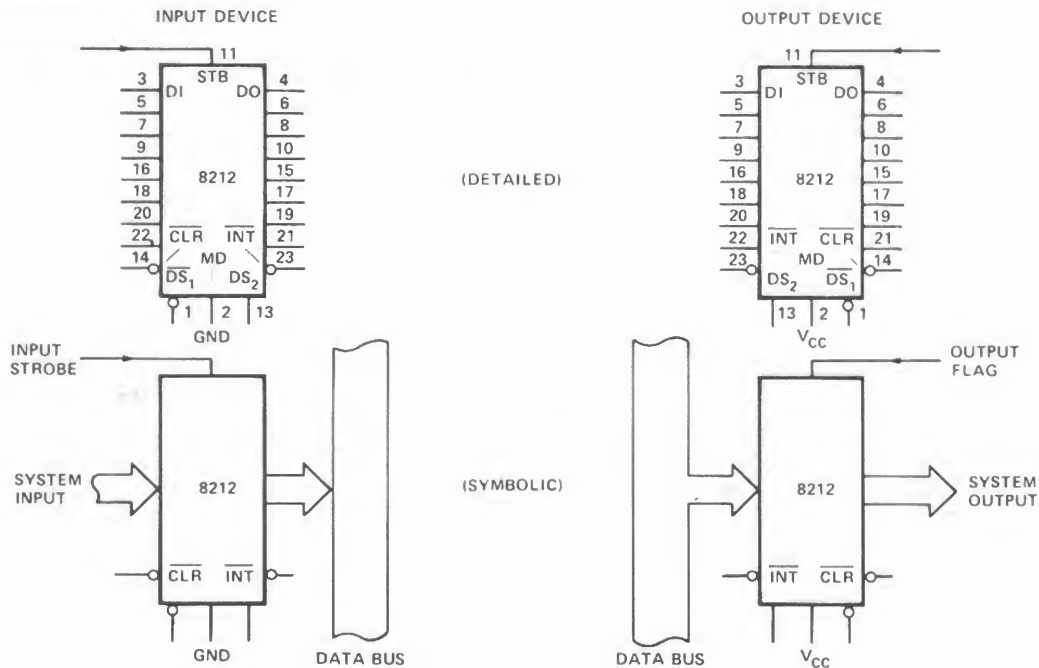 INPUT DEVICE
OUTPUT DEVICE
11
STB
3
DI
DO
4
5
6
7
8
9
10
16
8212
15
18
17
20
19
22
CLR
INT
21
14
MD
23
DS1
DS2
1
2
13
GND
11
STB
3
DI
DO
4
5
6
7
8
9
10
16
8212
15
18
17
20
19
22
INT
CLR
21
23
MD
14
DS2
DS1
13
2
1
VCC
(DETAILED)
INPUT
STROBE
OUTPUT
FLAG
SYSTEM
INPUT
8212
(SYMBOLIC)
8212
SYSTEM
OUTPUT
CLR
INT
INT
CLR
GND
DATA BUS
DATA BUS
VCC